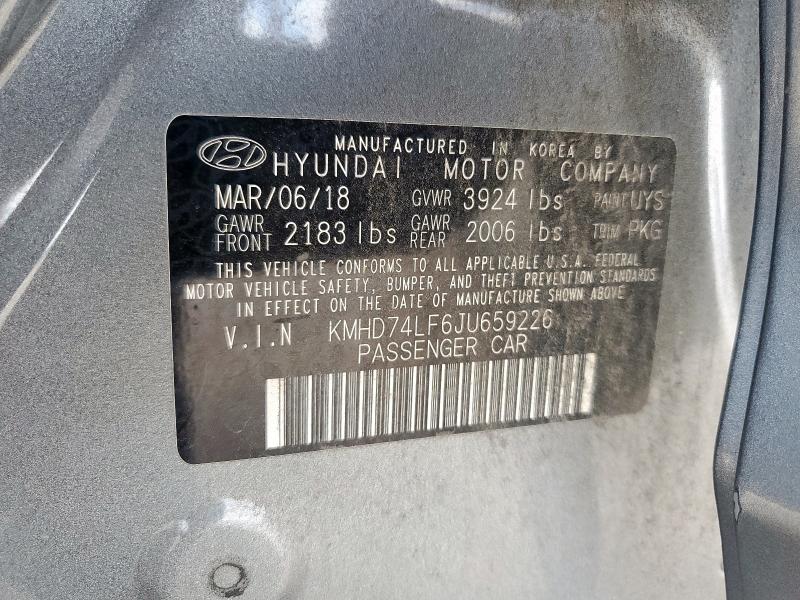 MANUFACTURED IN KOREA BY
HYUNDAI MOTOR COMPANY
MAR/06/18 GVWR 3924 lbs PAINT UYS
GAWR FRONT 2183 lbs GAWR REAR 2006 lbs TRIM PKG
THIS VEHICLE CONFORMS TO ALL APPLICABLE U.S.A. FEDERAL
MOTOR VEHICLE SAFETY, BUMPER, AND THEFT PREVENTION STANDARDS
IN EFFECT ON THE DATE OF MANUFACTURE SHOWN ABOVE
V.I.N KMHD74LF6JU659226
PASSENGER CAR